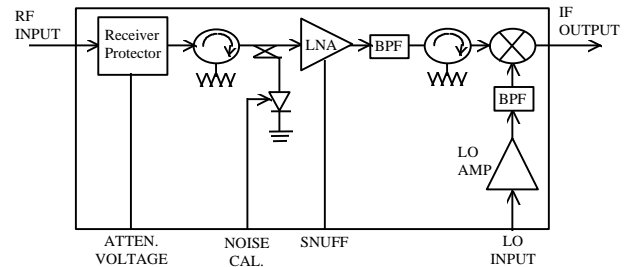 RF
INPUT
Receiver
Protector
LNA
BPF
IF
OUTPUT
BPF
LO
AMP
ATTEN.
VOLTAGE
NOISE
CAL.
SNUFF
LO
INPUT